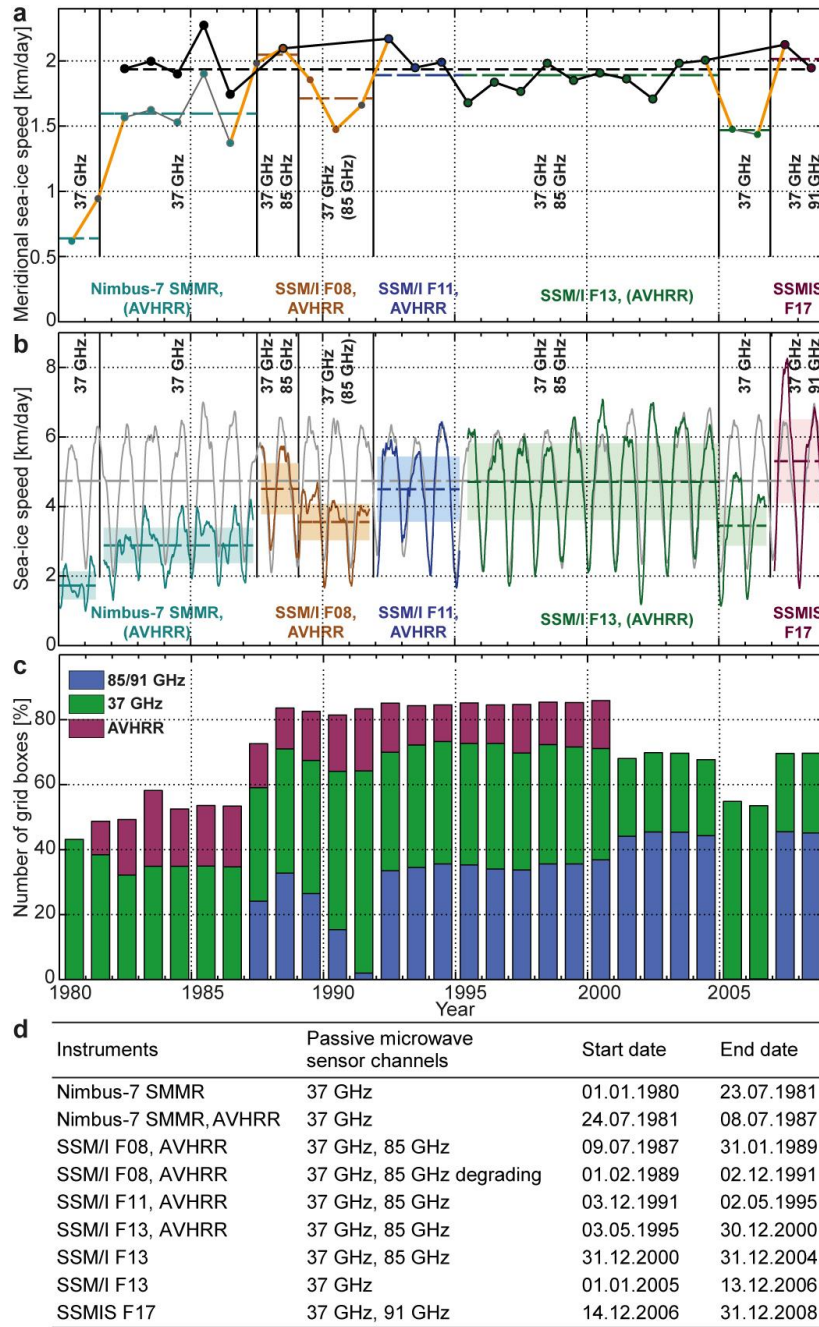 a
Meridional sea-ice speed [km/day]
2
1.5
1
0.5
0
37 GHz
37 GHz
37 GHz
85 GHz
37 GHz
(85 GHz)
37 GHz
85 GHz
37 GHz
37 GHz
91 GHz
Nimbus-7 SMMR,
(AVHRR)
SSM/I F08,
AVHRR
SSM/I F11,
AVHRR
SSM/I F13, (AVHRR)
SSMIS
F17
b
Sea-ice speed [km/day]
8
6
4
2
0
37 GHz
37 GHz
37 GHz
85 GHz
37 GHz
(85 GHz)
37 GHz
85 GHz
37 GHz
37 GHz
91 GHz
Nimbus-7 SMMR,
(AVHRR)
SSM/I F08,
AVHRR
SSM/I F11,
AVHRR
SSM/I F13, (AVHRR)
SSMIS
F17
c
Number of grid boxes [%]
80
60
40
20
0
85/91 GHz
37 GHz
AVHRR
1980 1985 1990 1995 2000 2005
Year
d
Instruments Passive microwave sensor channels Start date End date
Nimbus-7 SMMR 37 GHz 01.01.1980 23.07.1981
Nimbus-7 SMMR, AVHRR 37 GHz 24.07.1981 08.07.1987
SSM/I F08, AVHRR 37 GHz, 85 GHz 09.07.1987 31.01.1989
SSM/I F08, AVHRR 37 GHz, 85 GHz degrading 01.02.1989 02.12.1991
SSM/I F11, AVHRR 37 GHz, 85 GHz 03.12.1991 02.05.1995
SSM/I F13, AVHRR 37 GHz, 85 GHz 03.05.1995 30.12.2000
SSM/I F13 37 GHz, 85 GHz 31.12.2000 31.12.2004
SSM/I F13 37 GHz 01.01.2005 13.12.2006
SSMIS F17 37 GHz, 91 GHz 14.12.2006 31.12.2008